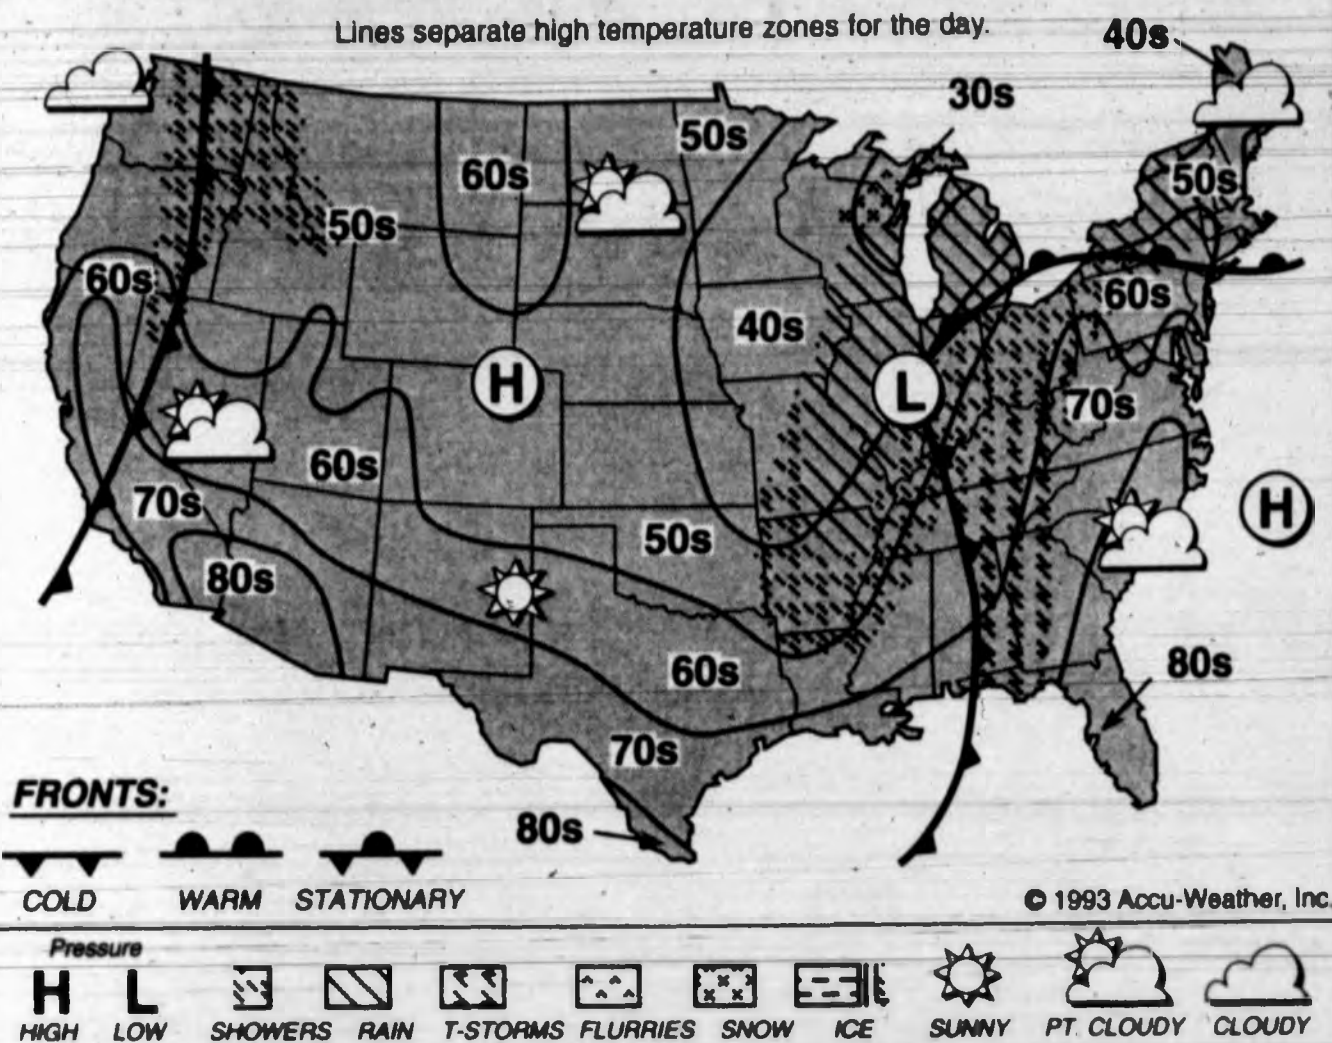 Lines separate high temperature zones for the day.
40s
30s
50s
60s
50s
50s
60s
60s
40s
H
L
70s
60s
70s
H
50s
80s
60s
80s
70s
FRONTS:
80s
COLD WARM STATIONARY
© 1993 Accu-Weather, Inc.
Pressure
H L
HIGH LOW SHOWERS RAIN T-STORMS FLURRIES SNOW ICE SUNNY PT. CLOUDY CLOUDY